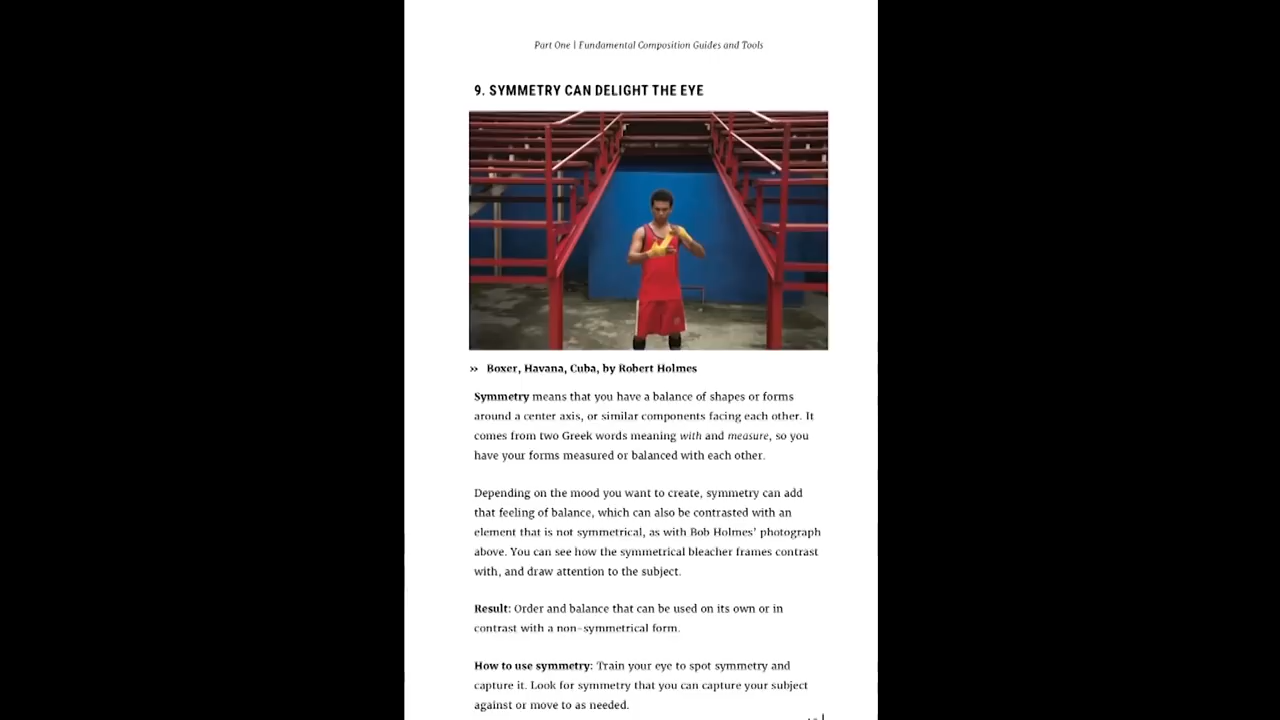 Part One | Fundamental Composition Guides and Tools
9. SYMMETRY CAN DELIGHT THE EYE
» Boxer, Havana, Cuba, by Robert Holmes
Symmetry means that you have a balance of shapes or forms
around a center axis, or similar components facing each other. It
comes from two Greek words meaning with and measure, so you
have your forms measured or balanced with each other.
Depending on the mood you want to create, symmetry can add
that feeling of balance, which can also be contrasted with an
element that is not symmetrical, as with Bob Holmes' photograph
above. You can see how the symmetrical bleacher frames contrast
with, and draw attention to the subject.
Result: Order and balance that can be used on its own or in
contrast with a non-symmetrical form.
How to use symmetry: Train your eye to spot symmetry and
capture it. Look for symmetry that you can capture your subject
against or move to as needed.